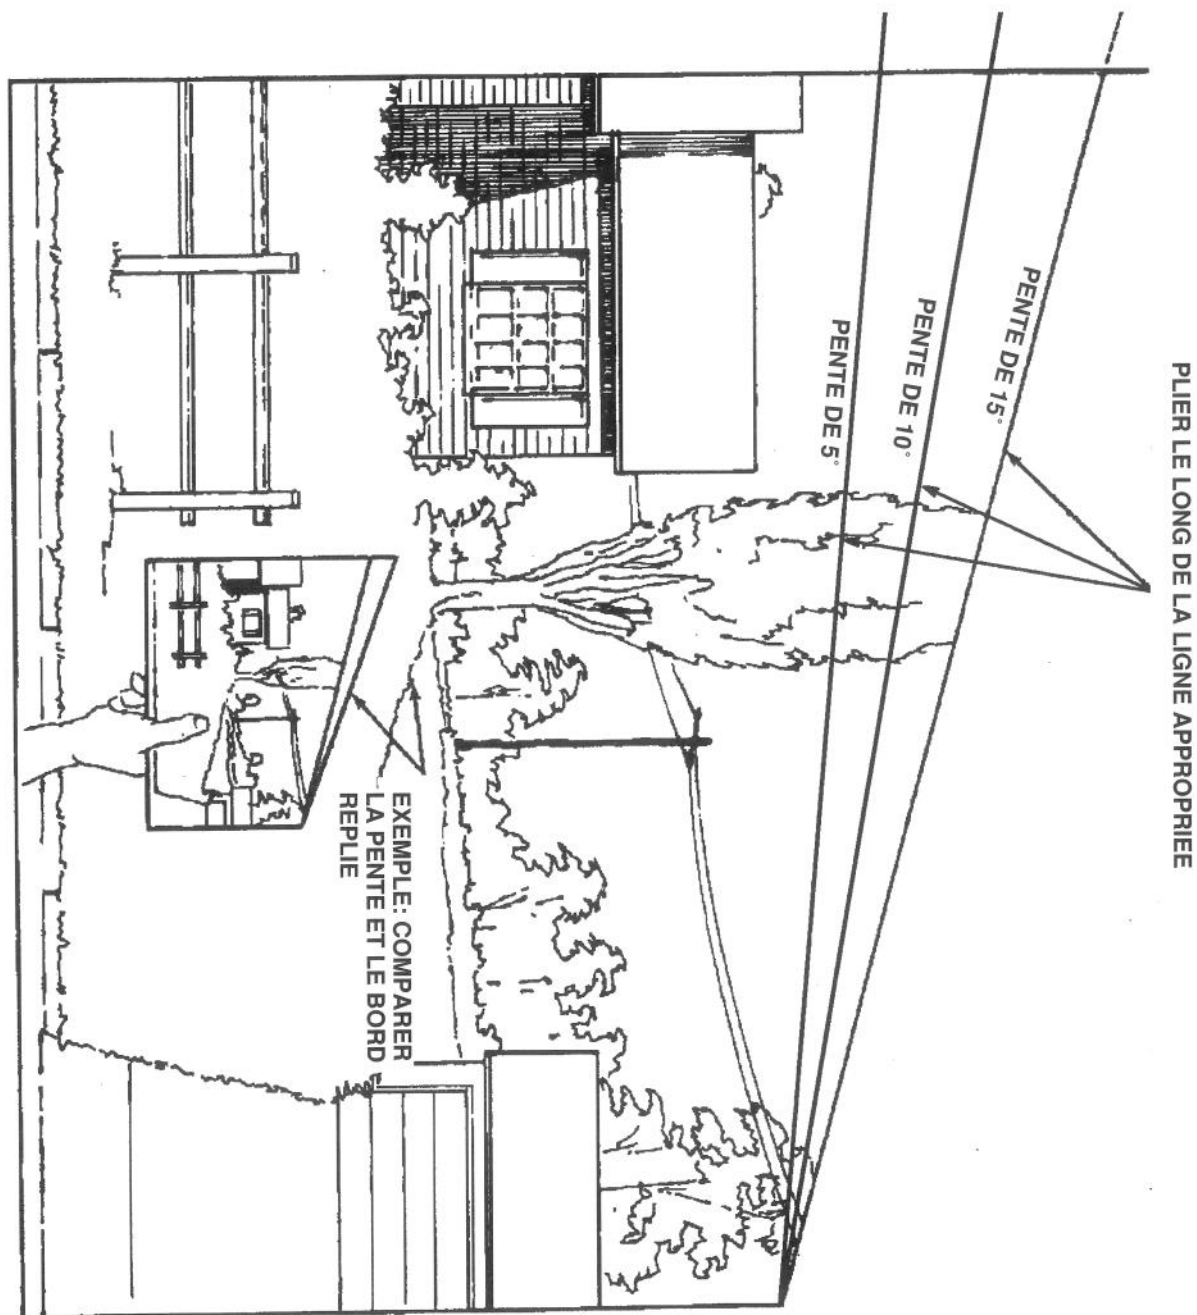 PLIER LE LONG DE LA LIGNE APPROPRIEE
PENTE DE 15°
PENTE DE 10°
PENTE DE 5°
EXEMPLE: COMPARER
LA PENTE ET LE BORD
REPLIE